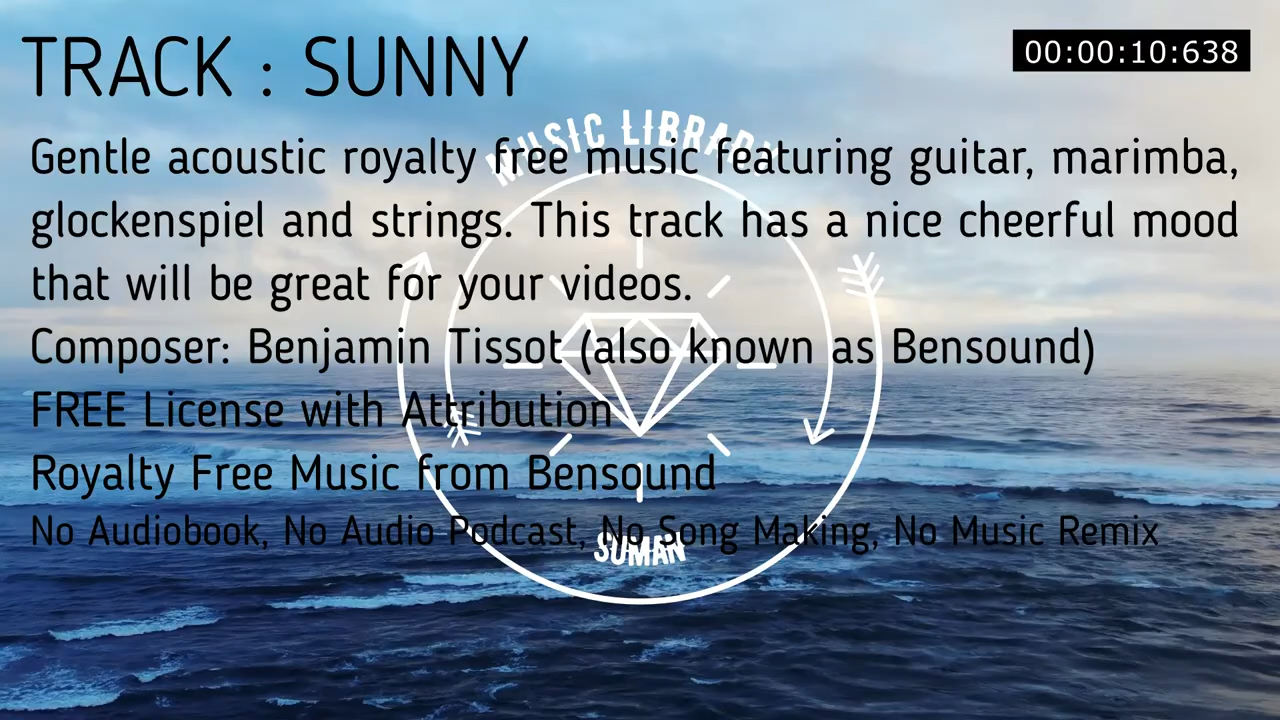 TRACK : SUNNY
00:00:10:638
MUSIC LIBRARY
Gentle acoustic royalty free music featuring guitar, marimba,
glockenspiel and strings. This track has a nice cheerful mood
that will be great for your videos.
Composer: Benjamin Tissot (also known as Bensound)
FREE License with Attribution
Royalty Free Music from Bensound
No Audiobook, No Audio Podcast, No Song Making, No Music Remix
SUMAN